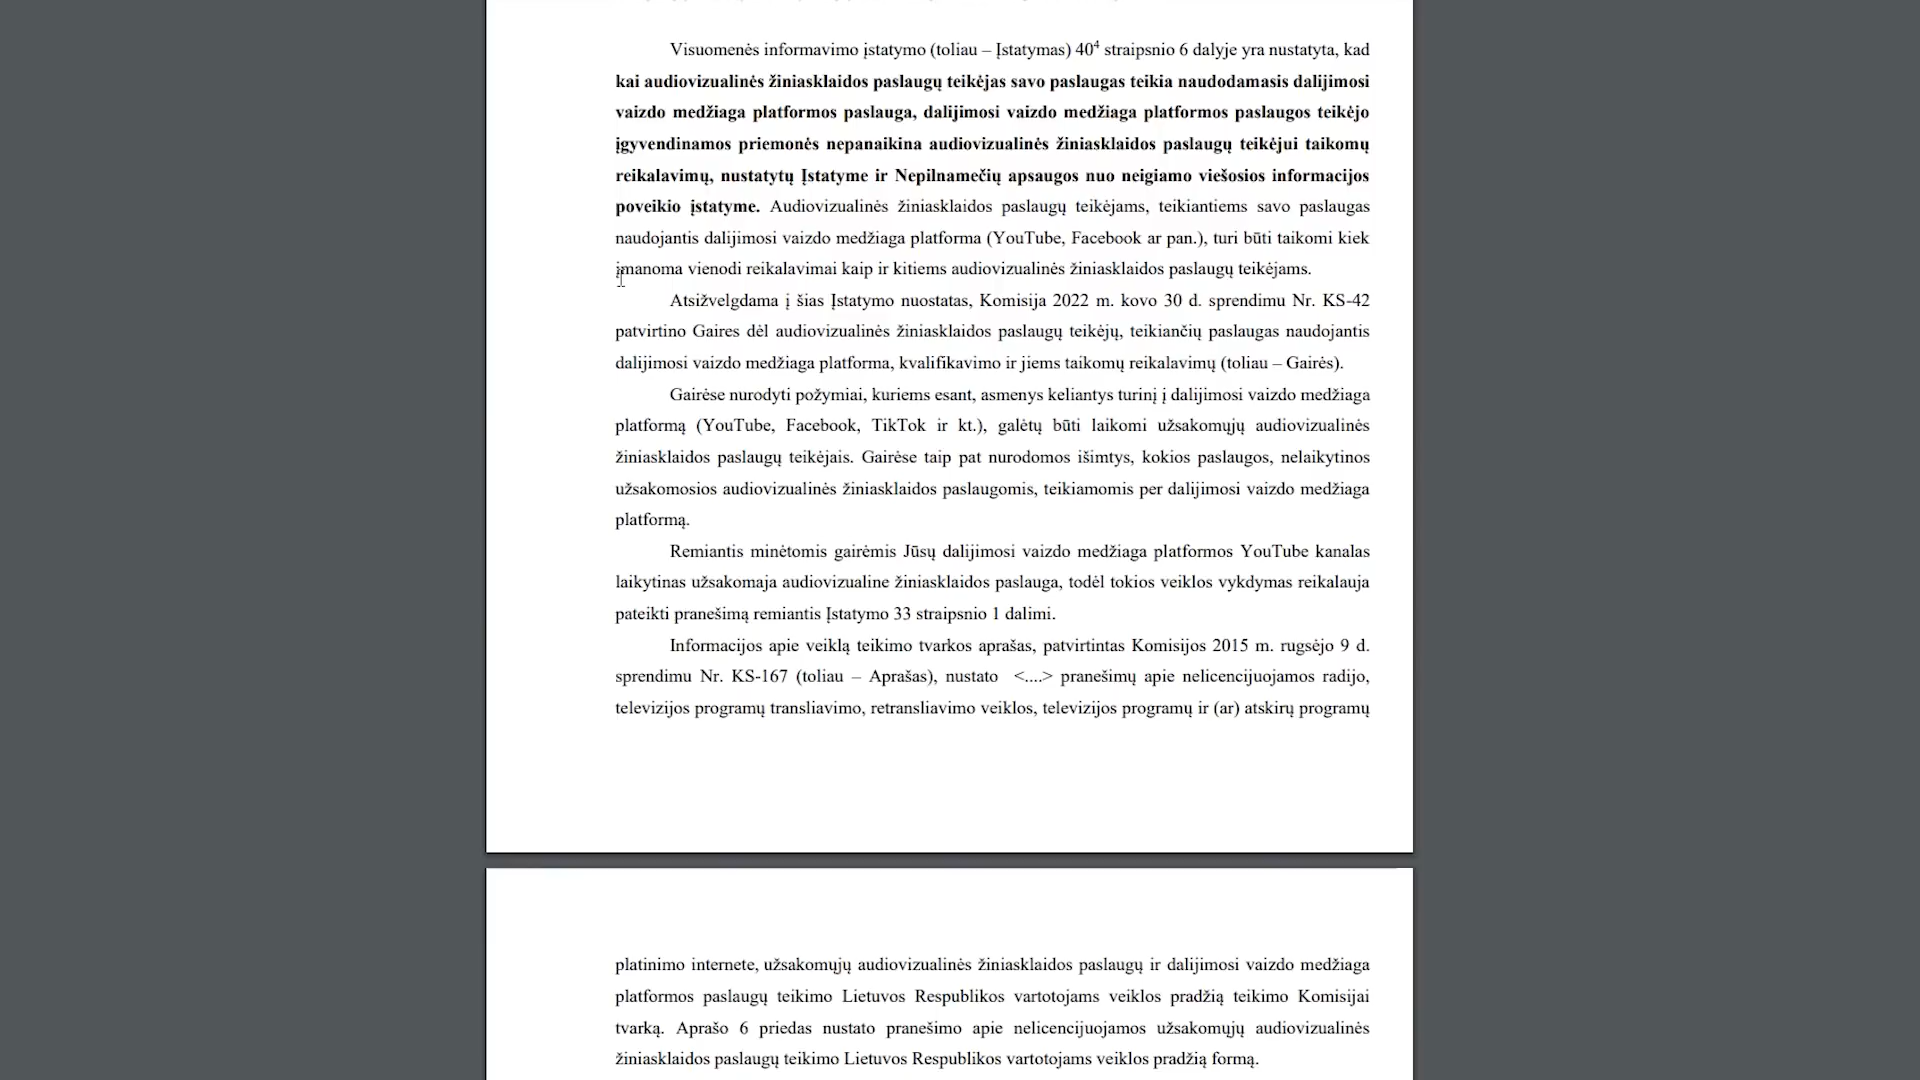 Visuomenės informavimo įstatymo (toliau – Įstatymas) 40⁴ straipsnio 6 dalyje yra nustatyta, kad
kai audiovizualinės žiniasklaidos paslaugų teikėjas savo paslaugas teikia naudodamasis dalijimosi
vaizdo medžiaga platformos paslauga, dalijimosi vaizdo medžiaga platformos paslaugos teikėjo
įgyvendinamos priemonės nepanaikina audiovizualinės žiniasklaidos paslaugų teikėjui taikomų
reikalavimų, nustatytų Įstatyme ir Nepilnamečių apsaugos nuo neigiamo viešosios informacijos
poveikio įstatyme. Audiovizualinės žiniasklaidos paslaugų teikėjams, teikiantiems savo paslaugas
naudojantis dalijimosi vaizdo medžiaga platforma (YouTube, Facebook ar pan.), turi būti taikomi kiek
įmanoma vienodi reikalavimai kaip ir kitiems audiovizualinės žiniasklaidos paslaugų teikėjams.
Atsižvelgdama į šias Įstatymo nuostatas, Komisija 2022 m. kovo 30 d. sprendimu Nr. KS-42
patvirtino Gaires dėl audiovizualinės žiniasklaidos paslaugų teikėjų, teikiančių paslaugas naudojantis
dalijimosi vaizdo medžiaga platforma, kvalifikavimo ir jiems taikomų reikalavimų (toliau – Gairės).
Gairėse nurodyti požymiai, kuriems esant, asmenys keliantys turinį į dalijimosi vaizdo medžiaga
platformą (YouTube, Facebook, TikTok ir kt.), galėtų būti laikomi užsakomųjų audiovizualinės
žiniasklaidos paslaugų teikėjais. Gairėse taip pat nurodomos išimtys, kokios paslaugos, nelaikytinos
užsakomosios audiovizualinės žiniasklaidos paslaugomis, teikiamomis per dalijimosi vaizdo medžiaga
platformą.
Remiantis minėtomis gairėmis Jūsų dalijimosi vaizdo medžiaga platformos YouTube kanalas
laikytinas užsakomaja audiovizualine žiniasklaidos paslauga, todėl tokios veiklos vykdymas reikalauja
pateikti pranešimą remiantis Įstatymo 33 straipsnio 1 dalimi.
Informacijos apie veiklą teikimo tvarkos aprašas, patvirtintas Komisijos 2015 m. rugsėjo 9 d.
sprendimu Nr. KS-167 (toliau – Aprašas), nustato <....> pranešimų apie nelicencijuojamos radijo,
televizijos programų transliavimo, retransliavimo veiklos, televizijos programų ir (ar) atskirų programų
platinimo internete, užsakomųjų audiovizualinės žiniasklaidos paslaugų ir dalijimosi vaizdo medžiaga
platformos paslaugų teikimo Lietuvos Respublikos vartotojams veiklos pradžią teikimo Komisijai
tvarką. Aprašo 6 priedas nustato pranešimo apie nelicencijuojamos užsakomųjų audiovizualinės
žiniasklaidos paslaugų teikimo Lietuvos Respublikos vartotojams veiklos pradžią formą.